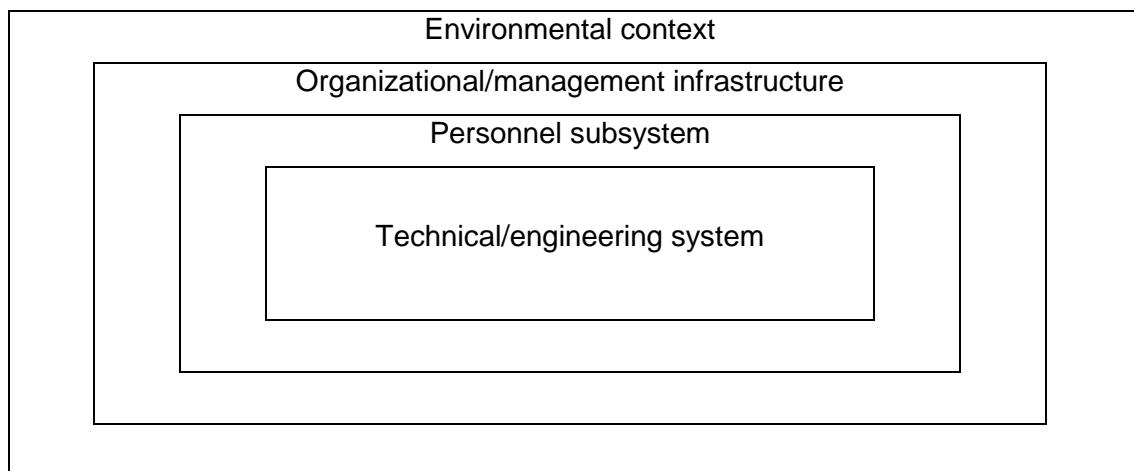 Environmental context
Organizational/management infrastructure
Personnel subsystem
Technical/engineering system